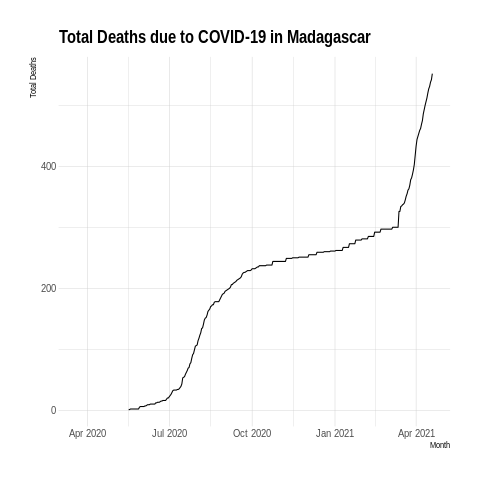 Total Deaths due to COVID-19 in Madagascar
Total Deaths
400
200
0
Apr 2020 Jul 2020 Oct 2020 Jan 2021 Apr 2021
Month